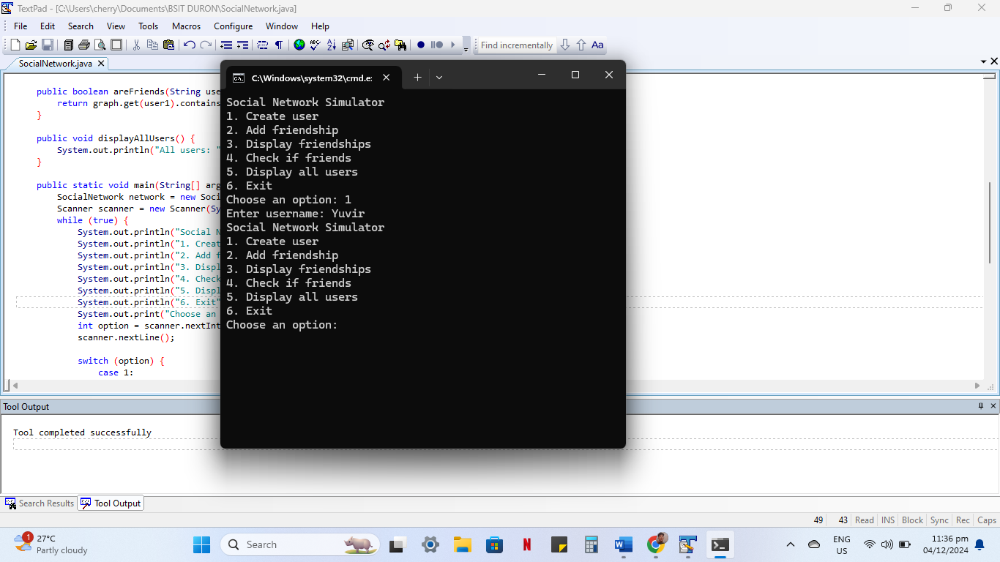 TextPad - [C:\Users\cherry\Documents\BSIT DURON\SocialNetwork.java]
File Edit Search View Tools Macros Configure Window Help
Find incrementally
SocialNetwork.java
public boolean areFriends(String use
return graph.get(user1).contains
}
public void displayAllUsers() {
System.out.println("All users: "
}
public static void main(String[] arg
SocialNetwork network = new Soci
Scanner scanner = new Scanner(Sy
while (true) {
System.out.println("Social N
System.out.println("1. Creat
System.out.println("2. Add f
System.out.println("3. Displ
System.out.println("4. Check
System.out.println("5. Displ
System.out.println("6. Exit"
System.out.print("Choose an
int option = scanner.nextInt
scanner.nextLine();
switch (option) {
case 1:
C:\Windows\system32\cmd.e
Social Network Simulator
1. Create user
2. Add friendship
3. Display friendships
4. Check if friends
5. Display all users
6. Exit
Choose an option: 1
Enter username: Yuvir
Social Network Simulator
1. Create user
2. Add friendship
3. Display friendships
4. Check if friends
5. Display all users
6. Exit
Choose an option:
Tool Output
Tool completed successfully
Search Results Tool Output
49 43 Read INS Block Sync Rec Caps
1
27°C
Partly cloudy
Search
ENG
US
11:36 pm
04/12/2024